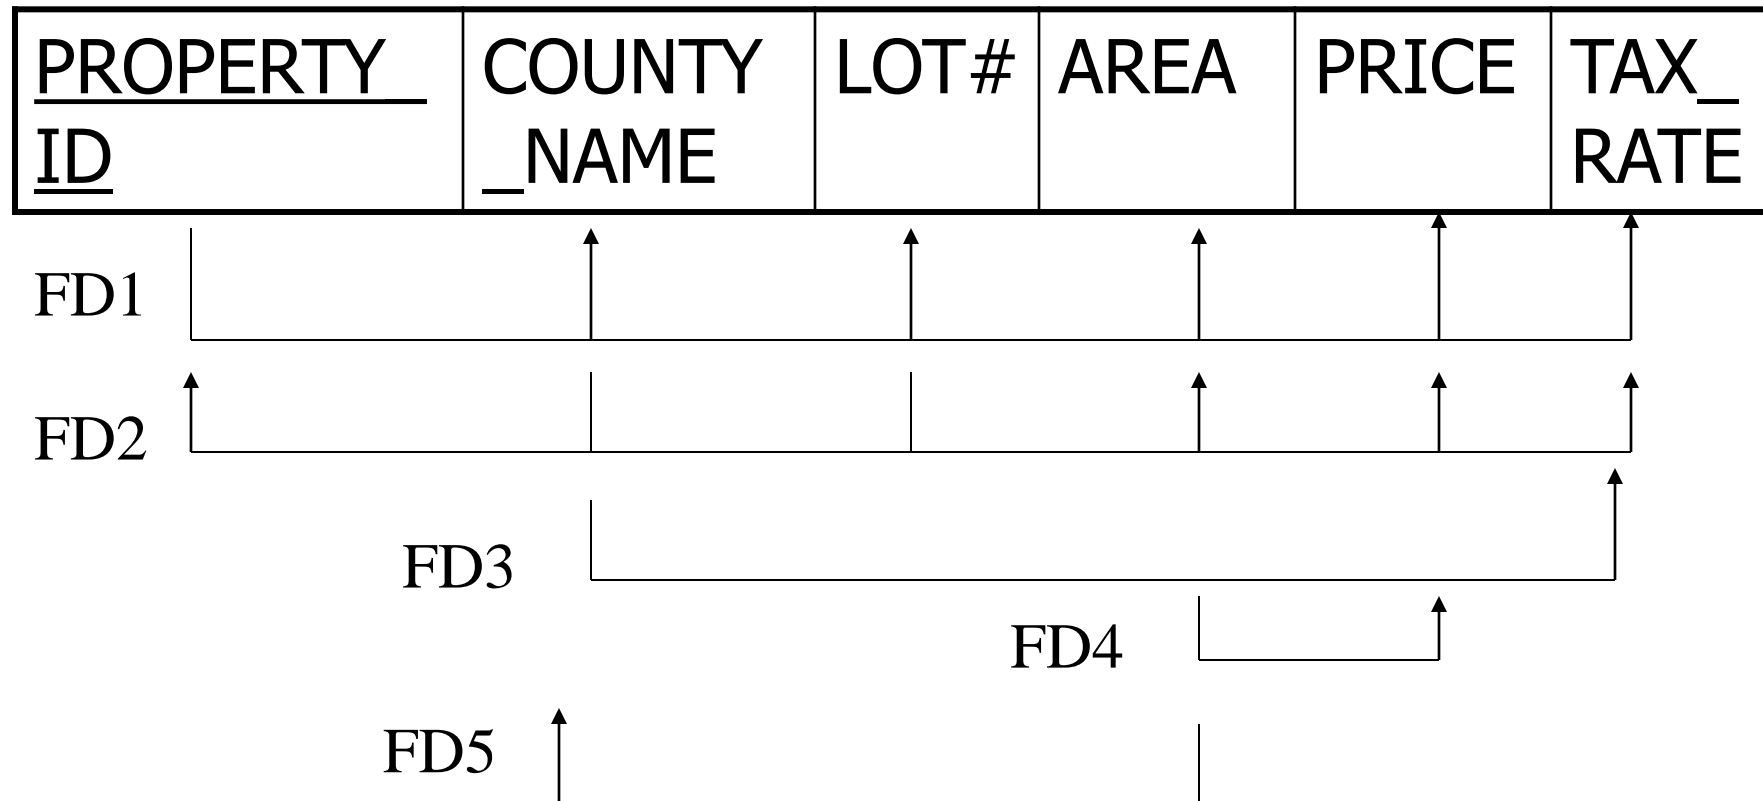 PROPERTY_ COUNTY LOT# AREA PRICE TAX_
ID _NAME RATE
FD1
FD2
FD3
FD4
FD5